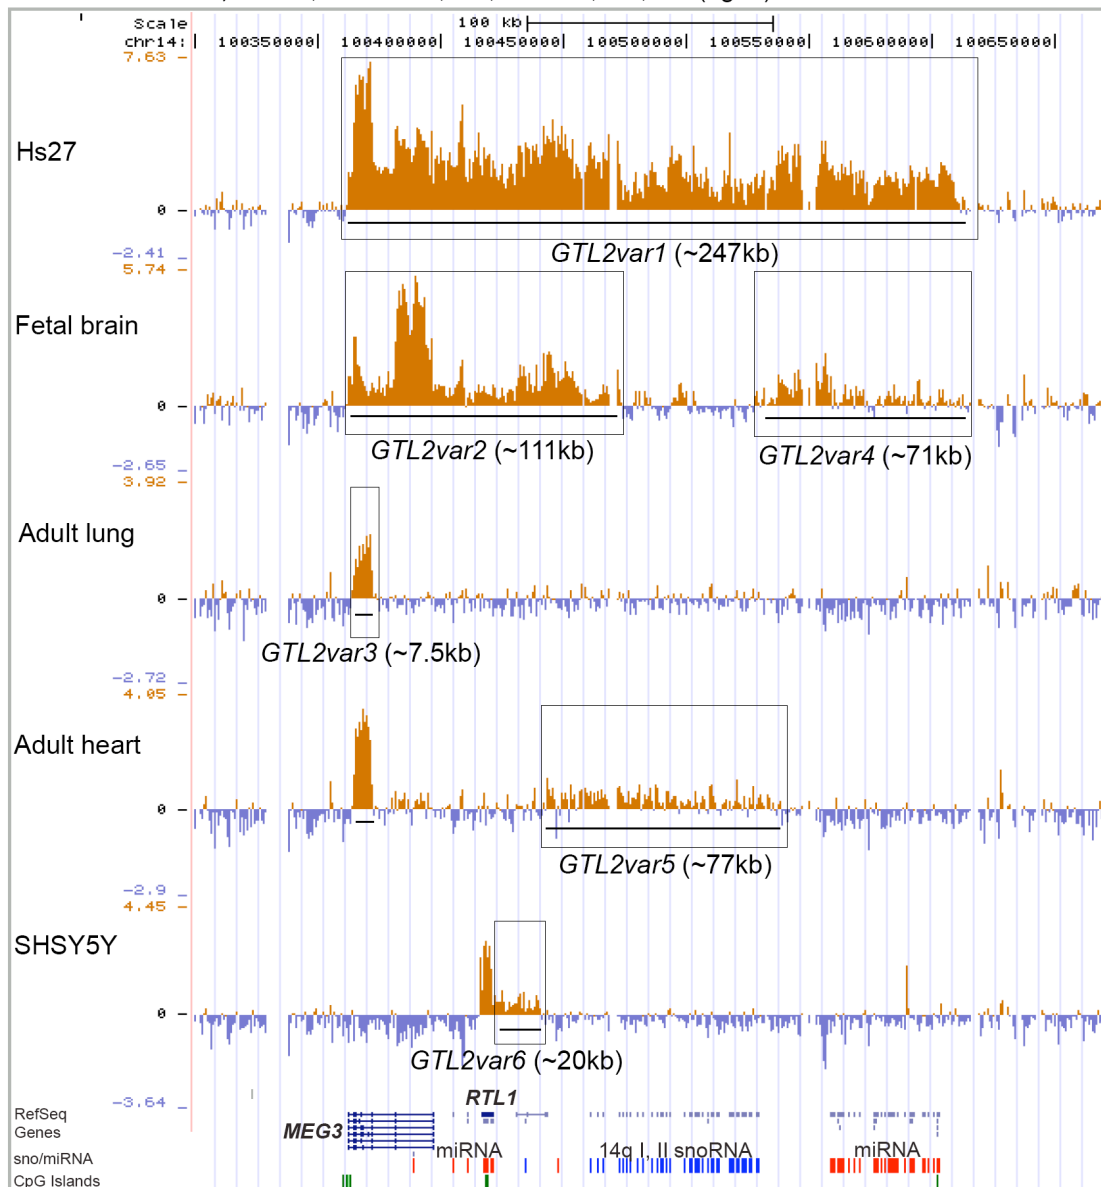 Scale 100 kb
chr14: 100350000 100400000 100450000 100500000 100550000 100600000 100650000
7.63
Hs27
0
GTL2var1 (~247kb)
-2.41
5.74
Fetal brain
0
GTL2var2 (~111kb) GTL2var4 (~71kb)
-2.65
3.92
Adult lung
0
GTL2var3 (~7.5kb)
-2.72
4.05
Adult heart
0
GTL2var5 (~77kb)
-2.9
4.45
SHSY5Y
0
GTL2var6 (~20kb)
-3.64
RTL1
RefSeq
Genes
MEG3
miRNA 14q I, II snoRNA miRNA
sno/miRNA
CpG Islands